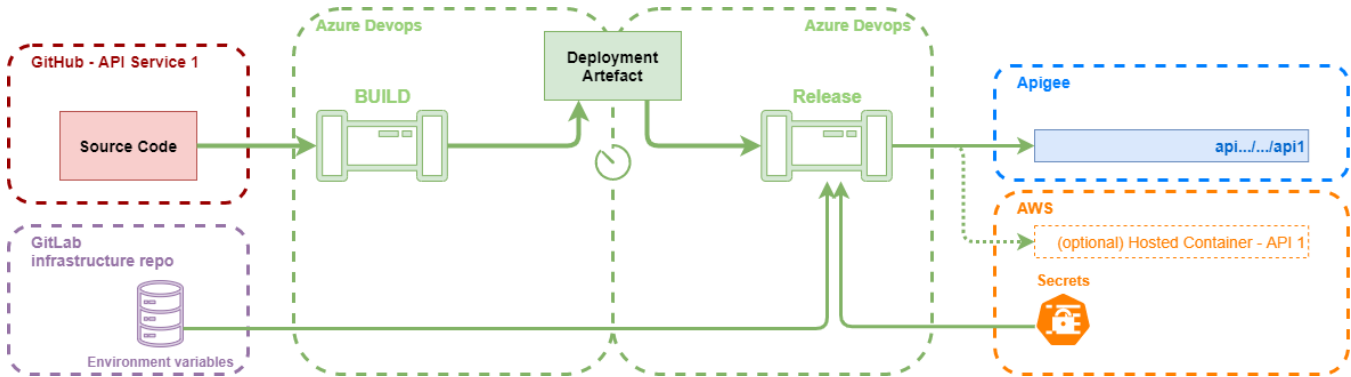 Azure Devops
Azure Devops
GitHub - API Service 1
Deployment
Artefact
Apigee
BUILD
Release
Source Code
api.../.../api1
AWS
GitLab
infrastructure repo
(optional) Hosted Container - API 1
Secrets
Environment variables